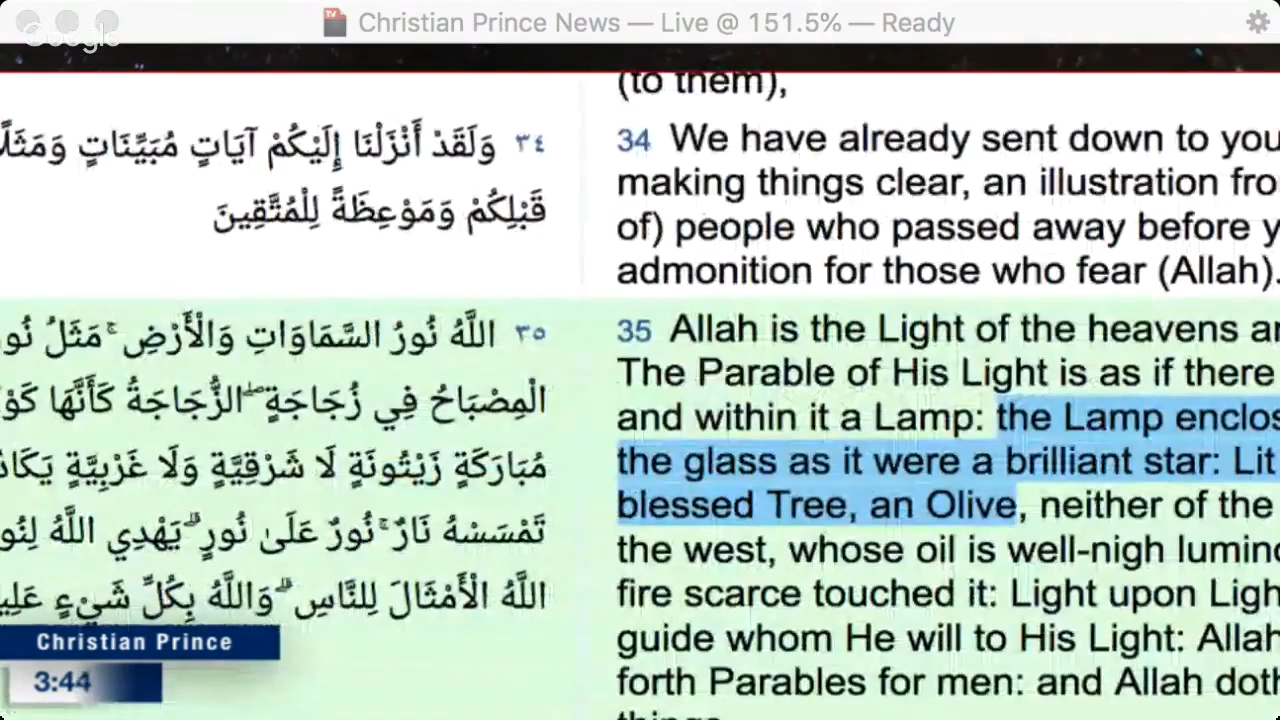 Christian Prince News — Live @ 151.5% — Ready
Google
(to them),
٣٤ وَلَقَدْ أَنْزَلْنَا إِلَيْكُمْ آيَاتٍ مُبَيِّنَاتٍ وَمَثَلًا
قَبْلِكُمْ وَمَوْعِظَةً لِلْمُتَّقِينَ
34 We have already sent down to you
making things clear, an illustration fro
of) people who passed away before y
admonition for those who fear (Allah).
٣٥ اللَّهُ نُورُ السَّمَاوَاتِ وَالْأَرْضِ ۚ مَثَلُ نُو
الْمِصْبَاحُ فِي زُجَاجَةٍ ۖ الزُّجَاجَةُ كَأَنَّهَا كَوْ
مُبَارَكَةٍ زَيْتُونَةٍ لَا شَرْقِيَّةٍ وَلَا غَرْبِيَّةٍ يَكَا
تَمْسَسْهُ نَارٌ ۚ نُورٌ عَلَىٰ نُورٍ ۗ يَهْدِي اللَّهُ لِنُو
اللَّهُ الْأَمْثَالَ لِلنَّاسِ ۗ وَاللَّهُ بِكُلِّ شَيْءٍ عَلِي
35 Allah is the Light of the heavens an
The Parable of His Light is as if there
and within it a Lamp: the Lamp enclos
the glass as it were a brilliant star: Lit
blessed Tree, an Olive, neither of the
the west, whose oil is well-nigh lumino
fire scarce touched it: Light upon Ligh
guide whom He will to His Light: Allah
forth Parables for men: and Allah doth
things.
Christian Prince
3:44